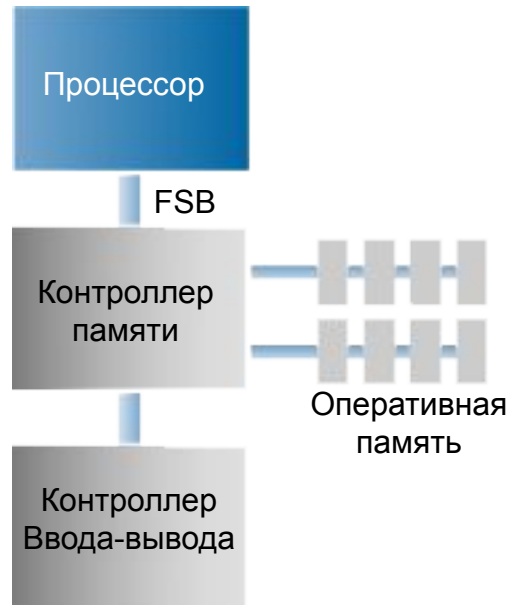 Процессор
FSB
Контроллер
памяти
Оперативная
память
Контроллер
Ввода-вывода